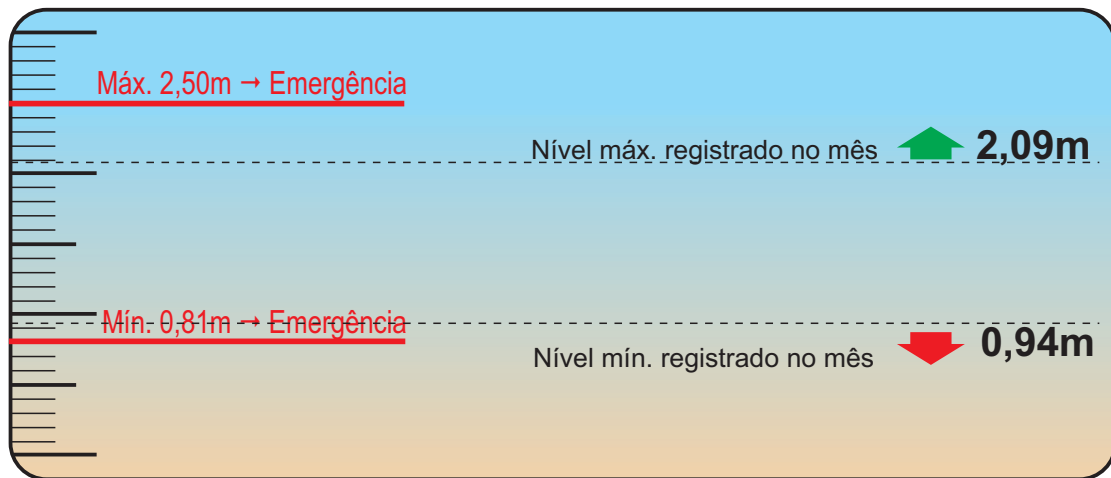 Máx. 2,50m → Emergência
Nível máx. registrado no mês 2,09m
Mín. 0,81m → Emergência
Nível mín. registrado no mês 0,94m